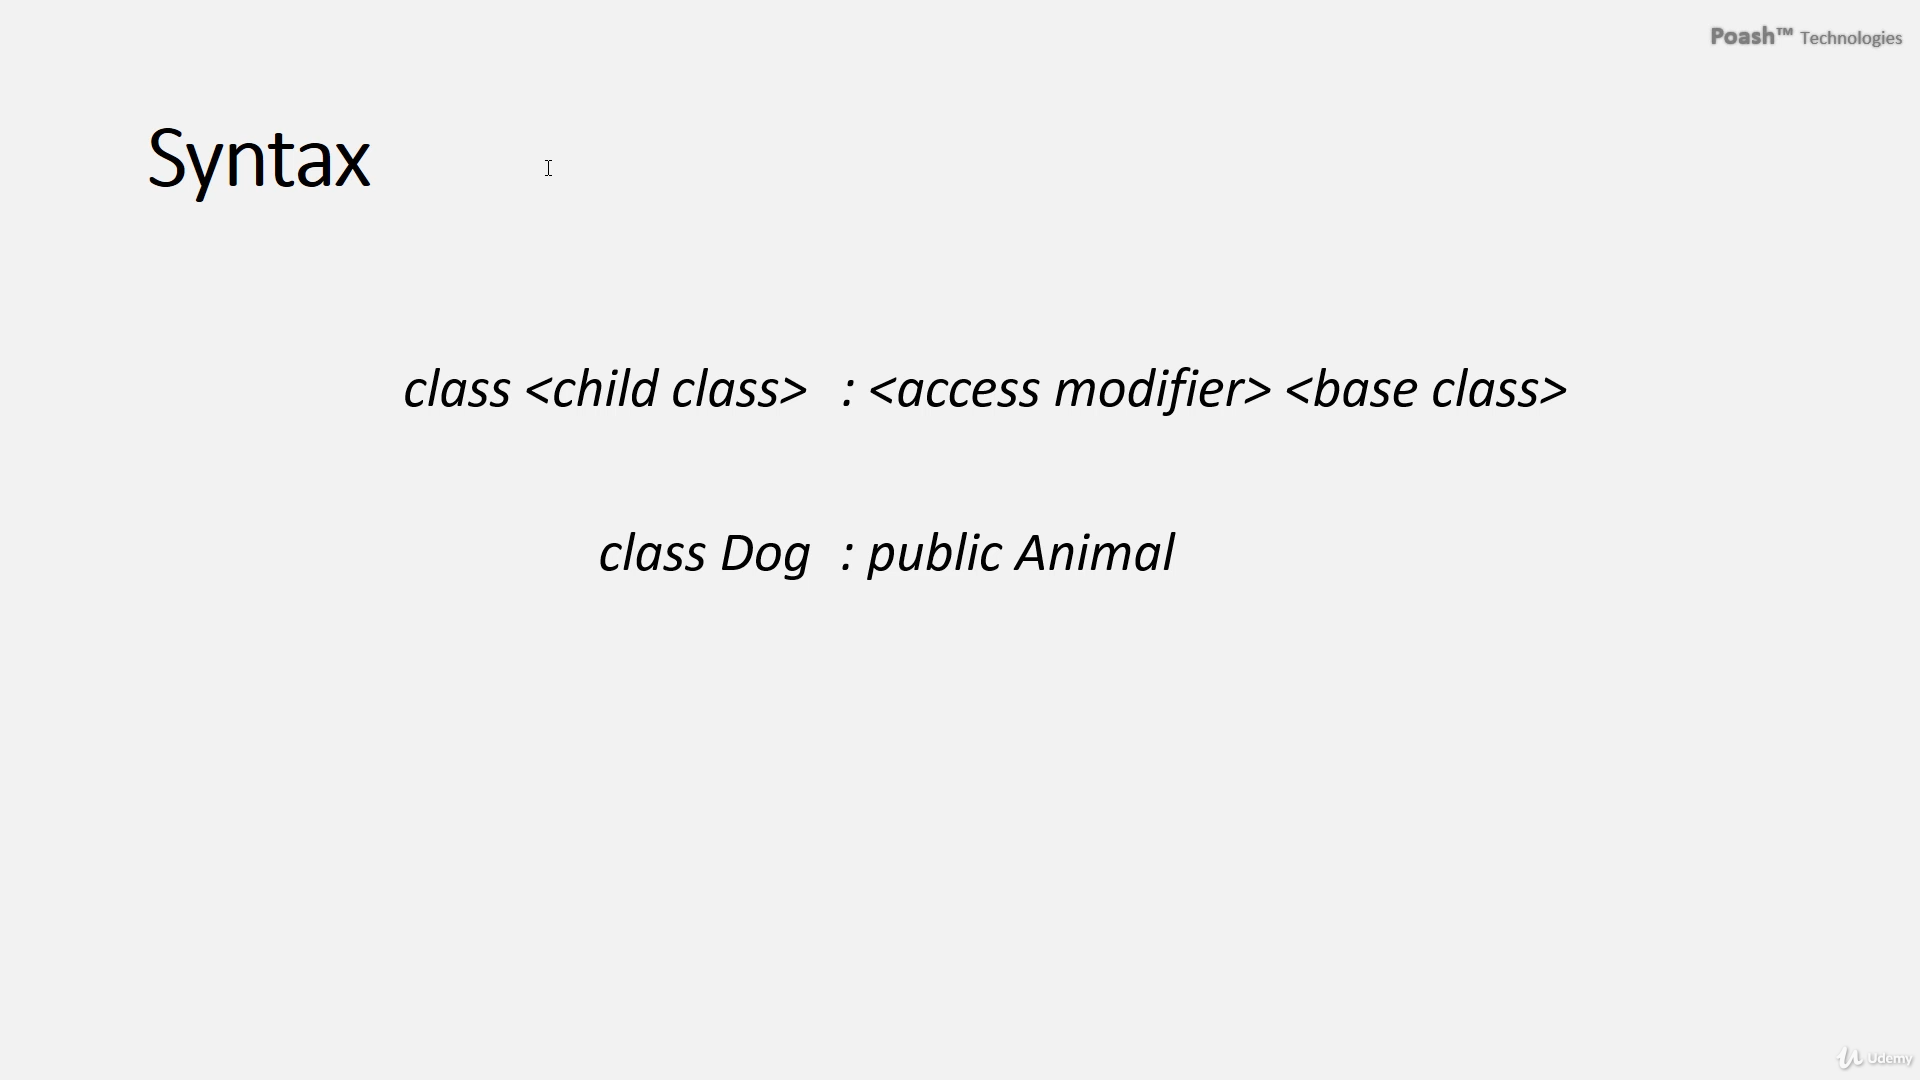 Poash™ Technologies
Syntax
class <child class> : <access modifier> <base class>
class Dog : public Animal
Udemy